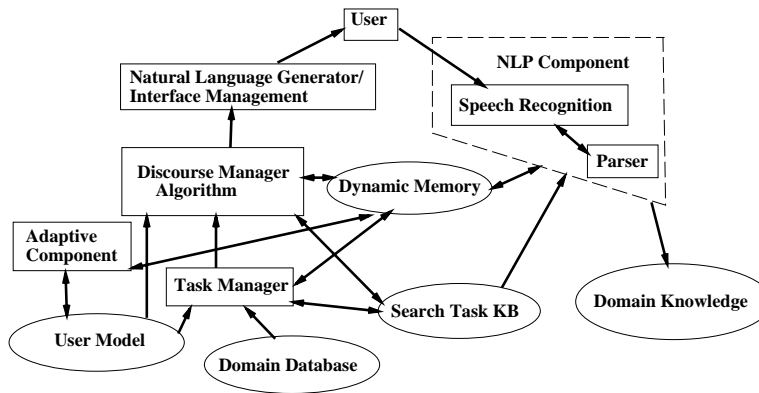 User
NLP Component
Natural Language Generator/
Interface Management
Speech Recognition
Parser
Discourse Manager
Algorithm
Dynamic Memory
Adaptive
Component
Task Manager
Search Task KB
Domain Knowledge
User Model
Domain Database